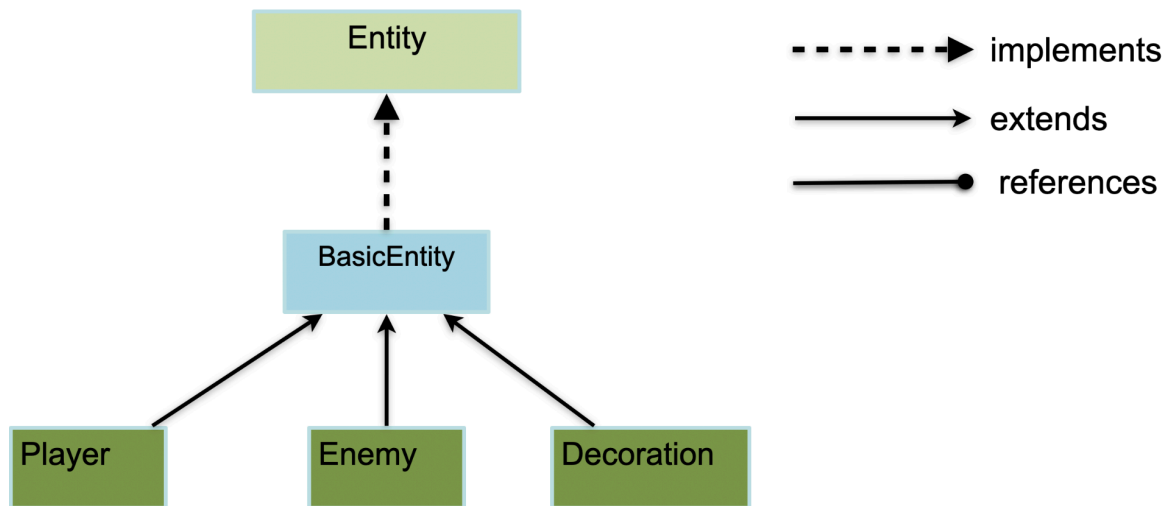 Entity
implements
extends
references
BasicEntity
Player
Enemy
Decoration